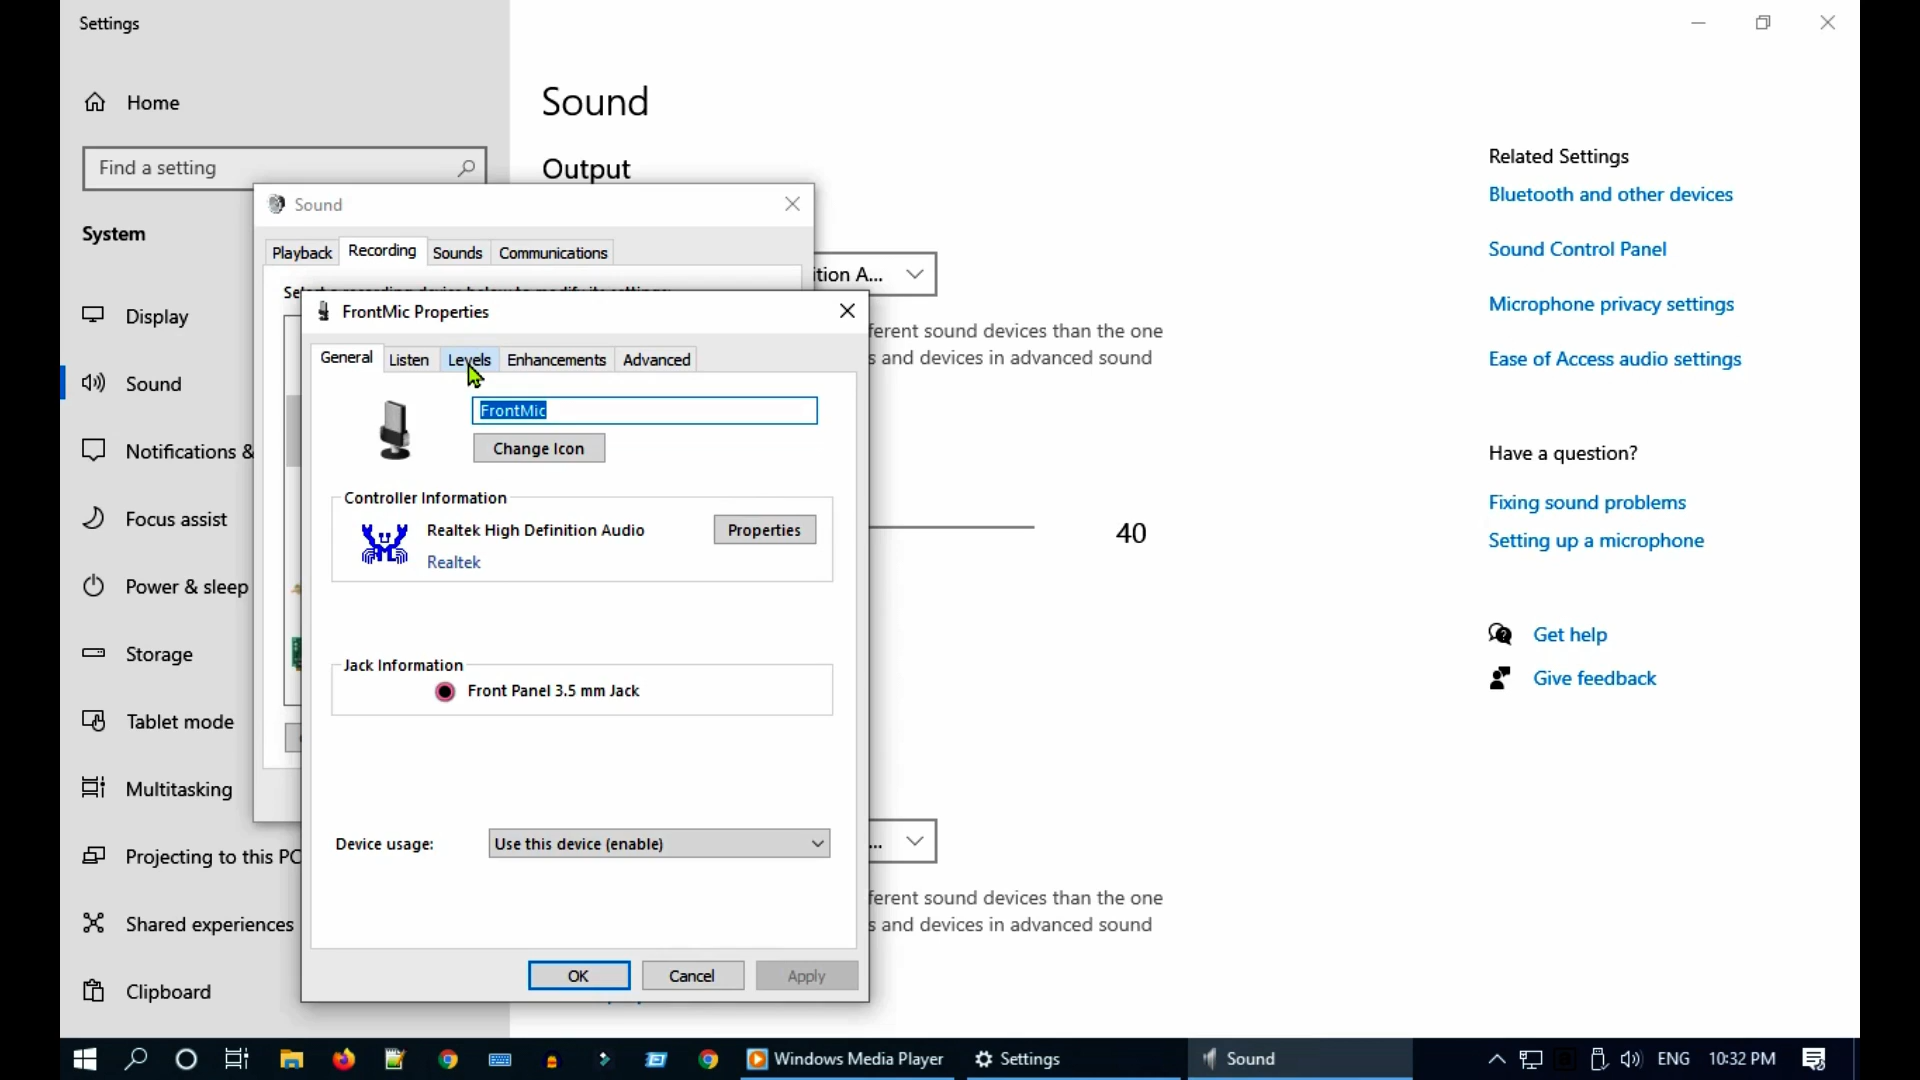 Settings
Home
Find a setting
System
Display
Sound
Notifications &
Focus assist
Power & sleep
Storage
Tablet mode
Multitasking
Projecting to this PC
Shared experiences
Clipboard
Sound
Output
ition A...
ferent sound devices than the one
s and devices in advanced sound
40
...
ferent sound devices than the one
s and devices in advanced sound
Related Settings
Bluetooth and other devices
Sound Control Panel
Microphone privacy settings
Ease of Access audio settings
Have a question?
Fixing sound problems
Setting up a microphone
Get help
Give feedback
Sound
Playback Recording Sounds Communications
FrontMic Properties
General Listen Levels Enhancements Advanced
FrontMic
Change Icon
Controller Information
Realtek High Definition Audio
Properties
Realtek
Jack Information
Front Panel 3.5 mm Jack
Device usage: Use this device (enable)
OK Cancel Apply
Windows Media Player Settings Sound ENG 10:32 PM